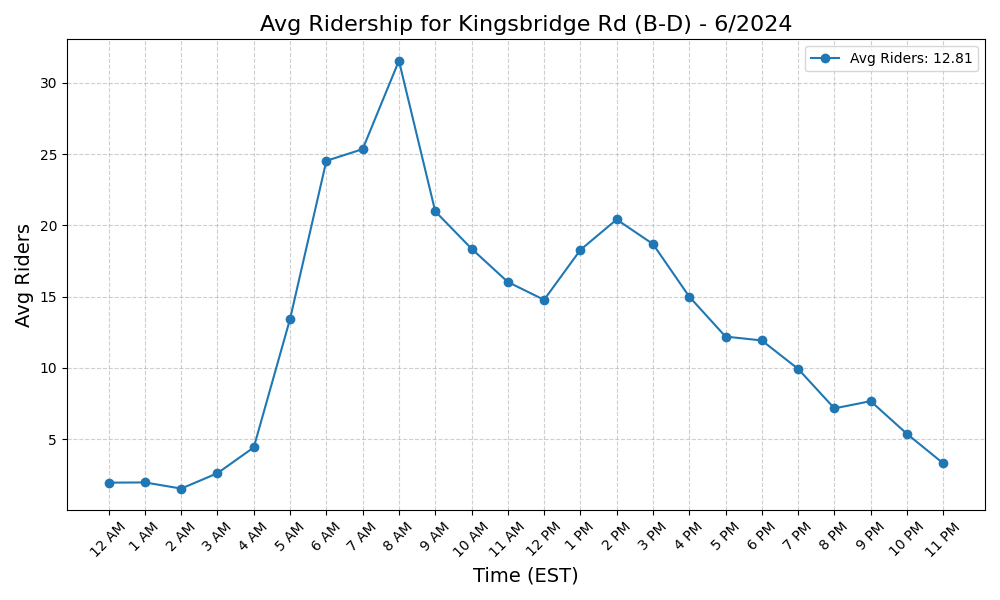 Avg Ridership for Kingsbridge Rd (B-D) - 6/2024
Avg Riders: 12.81
Avg Riders
30
25
20
15
10
5
12 AM
1 AM
2 AM
3 AM
4 AM
5 AM
6 AM
7 AM
8 AM
9 AM
10 AM
11 AM
12 PM
1 PM
2 PM
3 PM
4 PM
5 PM
6 PM
7 PM
8 PM
9 PM
10 PM
11 PM
Time (EST)